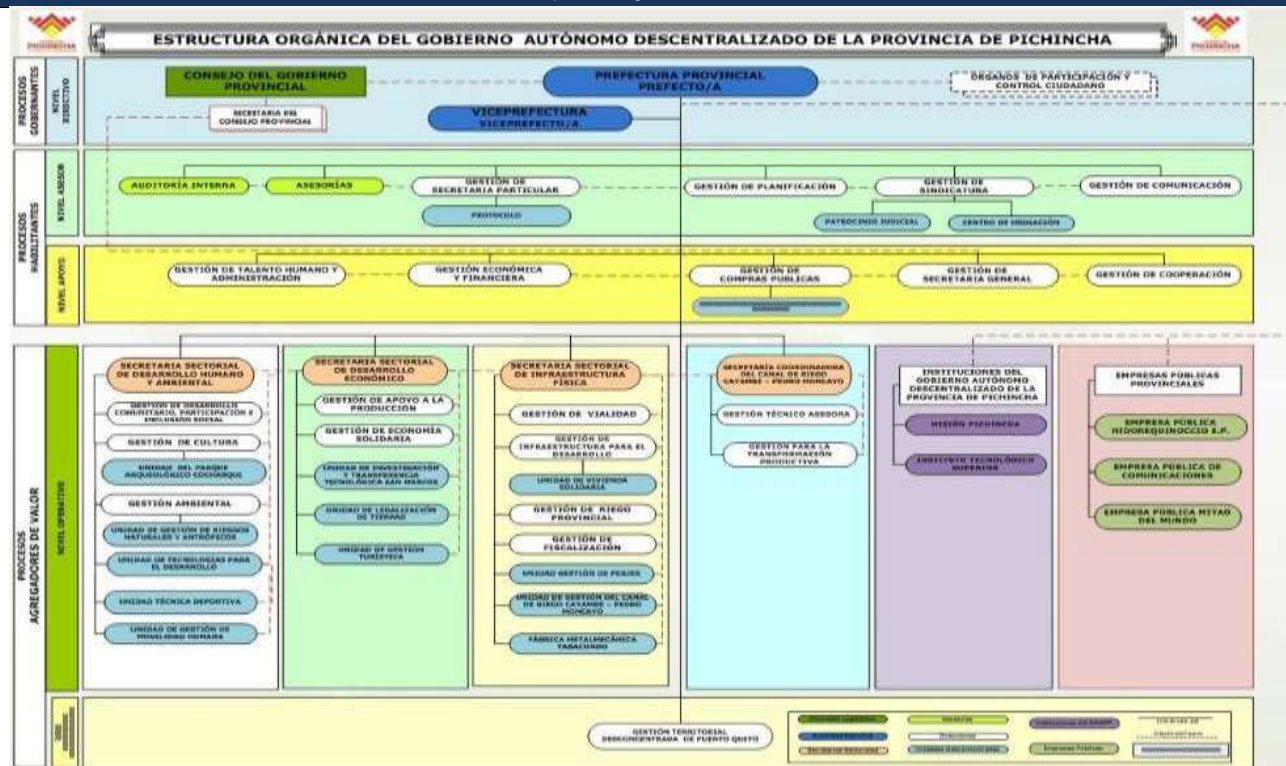 PICHINCHA
ESTRUCTURA ORGÁNICA DEL GOBIERNO AUTÓNOMO DESCENTRALIZADO DE LA PROVINCIA DE PICHINCHA
PICHINCHA
PROCESOS
GOBERNANTES
NIVEL
DIRECTIVO
CONSEJO DEL GOBIERNO
PROVINCIAL
PREFECTURA PROVINCIAL
PREFECTO/A
ÓRGANOS DE PARTICIPACIÓN Y
CONTROL CIUDADANO
SECRETARIA DEL
CONSEJO PROVINCIAL
VICEPREFECTURA
VICEPREFECTO/A
PROCESOS
HABILITANTES
NIVEL ASESOR
AUDITORÍA INTERNA
ASESORÍAS
GESTIÓN DE
SECRETARIA PARTICULAR
GESTIÓN DE PLANIFICACIÓN
GESTIÓN DE
SINDICATURA
GESTIÓN DE COMUNICACIÓN
PROTOCOLO
PATROCINIO JUDICIAL
CENTRO DE MEDIACIÓN
NIVEL APOYO
GESTIÓN DE TALENTO HUMANO Y
ADMINISTRACIÓN
GESTIÓN ECONÓMICA
Y FINANCIERA
GESTIÓN DE
COMPRAS PUBLICAS
GESTIÓN DE
SECRETARIA GENERAL
GESTIÓN DE COOPERACIÓN
PROCESOS
AGREGADORES DE VALOR
NIVEL OPERATIVO
SECRETARIA SECTORIAL
DE DESARROLLO HUMANO
Y AMBIENTAL
GESTIÓN DE DESARROLLO
COMUNITARIO, PARTICIPACIÓN E
INCLUSIÓN SOCIAL
GESTIÓN DE CULTURA
UNIDAD DEL PARQUE
ARQUEOLÓGICO COCHASQUI
GESTIÓN AMBIENTAL
UNIDAD DE GESTIÓN DE RIESGOS
NATURALES Y ANTRÓPICOS
UNIDAD DE TECNOLOGÍAS PARA
EL DESARROLLO
UNIDAD TÉCNICA DEPORTIVA
UNIDAD DE GESTIÓN DE
MOVILIDAD HUMANA
SECRETARIA SECTORIAL
DE DESARROLLO
ECONÓMICO
GESTIÓN DE APOYO A LA
PRODUCCIÓN
GESTIÓN DE ECONOMÍA
SOLIDARIA
UNIDAD DE INVESTIGACIÓN
Y TRANSFERENCIA
TECNOLÓGICA SAN MARCOS
UNIDAD DE LEGALIZACIÓN
DE TIERRAS
UNIDAD DE GESTIÓN
TURÍSTICA
SECRETARIA SECTORIAL
DE INFRAESTRUCTURA
FÍSICA
GESTIÓN DE VIALIDAD
GESTIÓN DE
INFRAESTRUCTURA PARA EL
DESARROLLO
UNIDAD DE VIVIENDA
SOLIDARIA
GESTIÓN DE RIEGO
PROVINCIAL
GESTIÓN DE
FISCALIZACIÓN
UNIDAD GESTIÓN DE PEAJES
UNIDAD DE GESTIÓN DEL CANAL
DE RIEGO CAYAMBE – PEDRO
MONCAYO
FÁBRICA METALMECÁNICA
TABACUNDO
SECRETARÍA COORDINADORA
DEL CANAL DE RIEGO
CAYAMBE – PEDRO MONCAYO
GESTIÓN TÉCNICO ASESORA
GESTIÓN PARA LA
TRANSFORMACIÓN
PRODUCTIVA
INSTITUCIONES DEL
GOBIERNO AUTÓNOMO
DESCENTRALIZADO DE LA
PROVINCIA DE PICHINCHA
MISIÓN PICHINCHA
INSTITUTO TECNOLÓGICO
SUPERIOR
EMPRESAS PÚBLICAS
PROVINCIALES
EMPRESA PÚBLICA
HIDROEQUINOCCIO E.P.
EMPRESA PÚBLICA DE
COMUNICACIONES
EMPRESA PÚBLICA MITAD
DEL MUNDO
GESTIÓN TERRITORIAL
DESCONCENTRADA DE PUERTO QUITO
Asesorías
Direcciones
Empresas Públicas